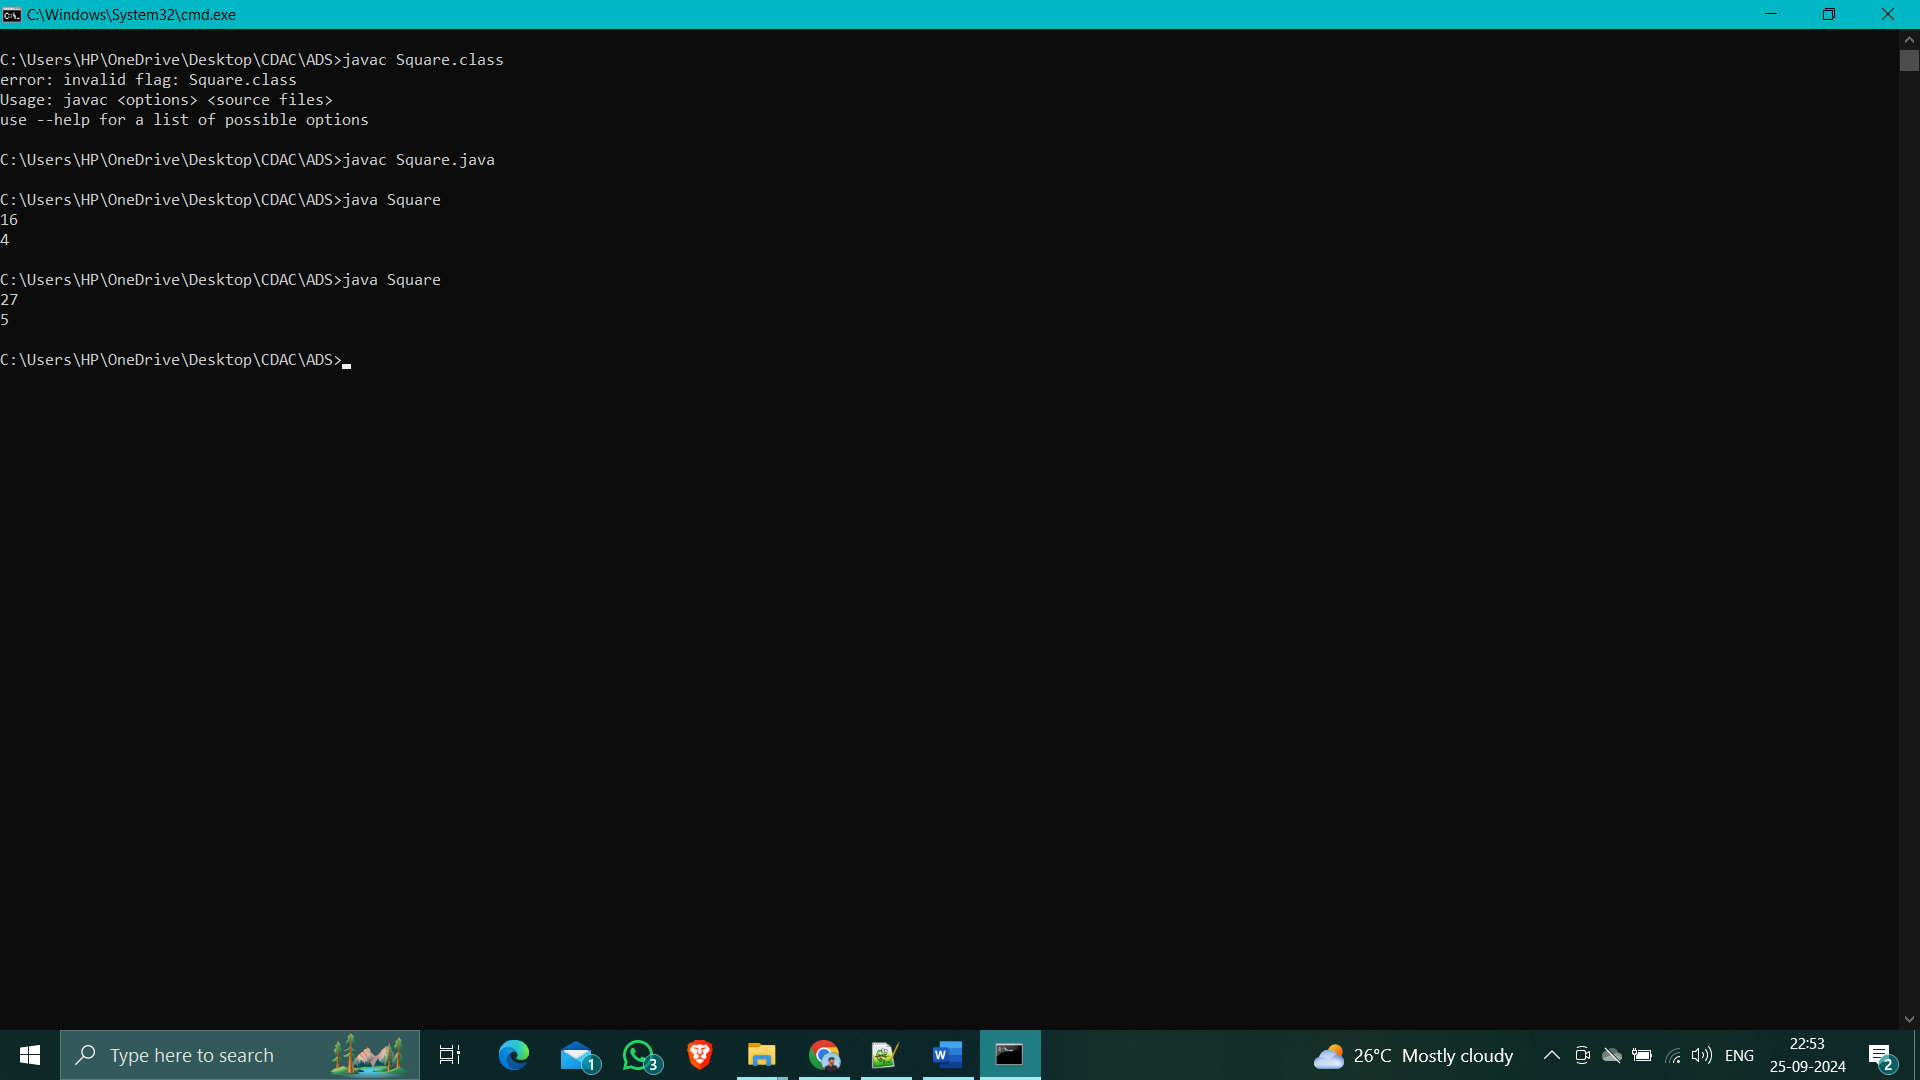 C:\Windows\System32\cmd.exe
C:\Users\HP\OneDrive\Desktop\CDAC\ADS>javac Square.class
error: invalid flag: Square.class
Usage: javac <options> <source files>
use --help for a list of possible options
C:\Users\HP\OneDrive\Desktop\CDAC\ADS>javac Square.java
C:\Users\HP\OneDrive\Desktop\CDAC\ADS>java Square
16
4
C:\Users\HP\OneDrive\Desktop\CDAC\ADS>java Square
27
5
C:\Users\HP\OneDrive\Desktop\CDAC\ADS>
Type here to search
1
3
W
26°C Mostly cloudy
ENG
22:53
25-09-2024
2